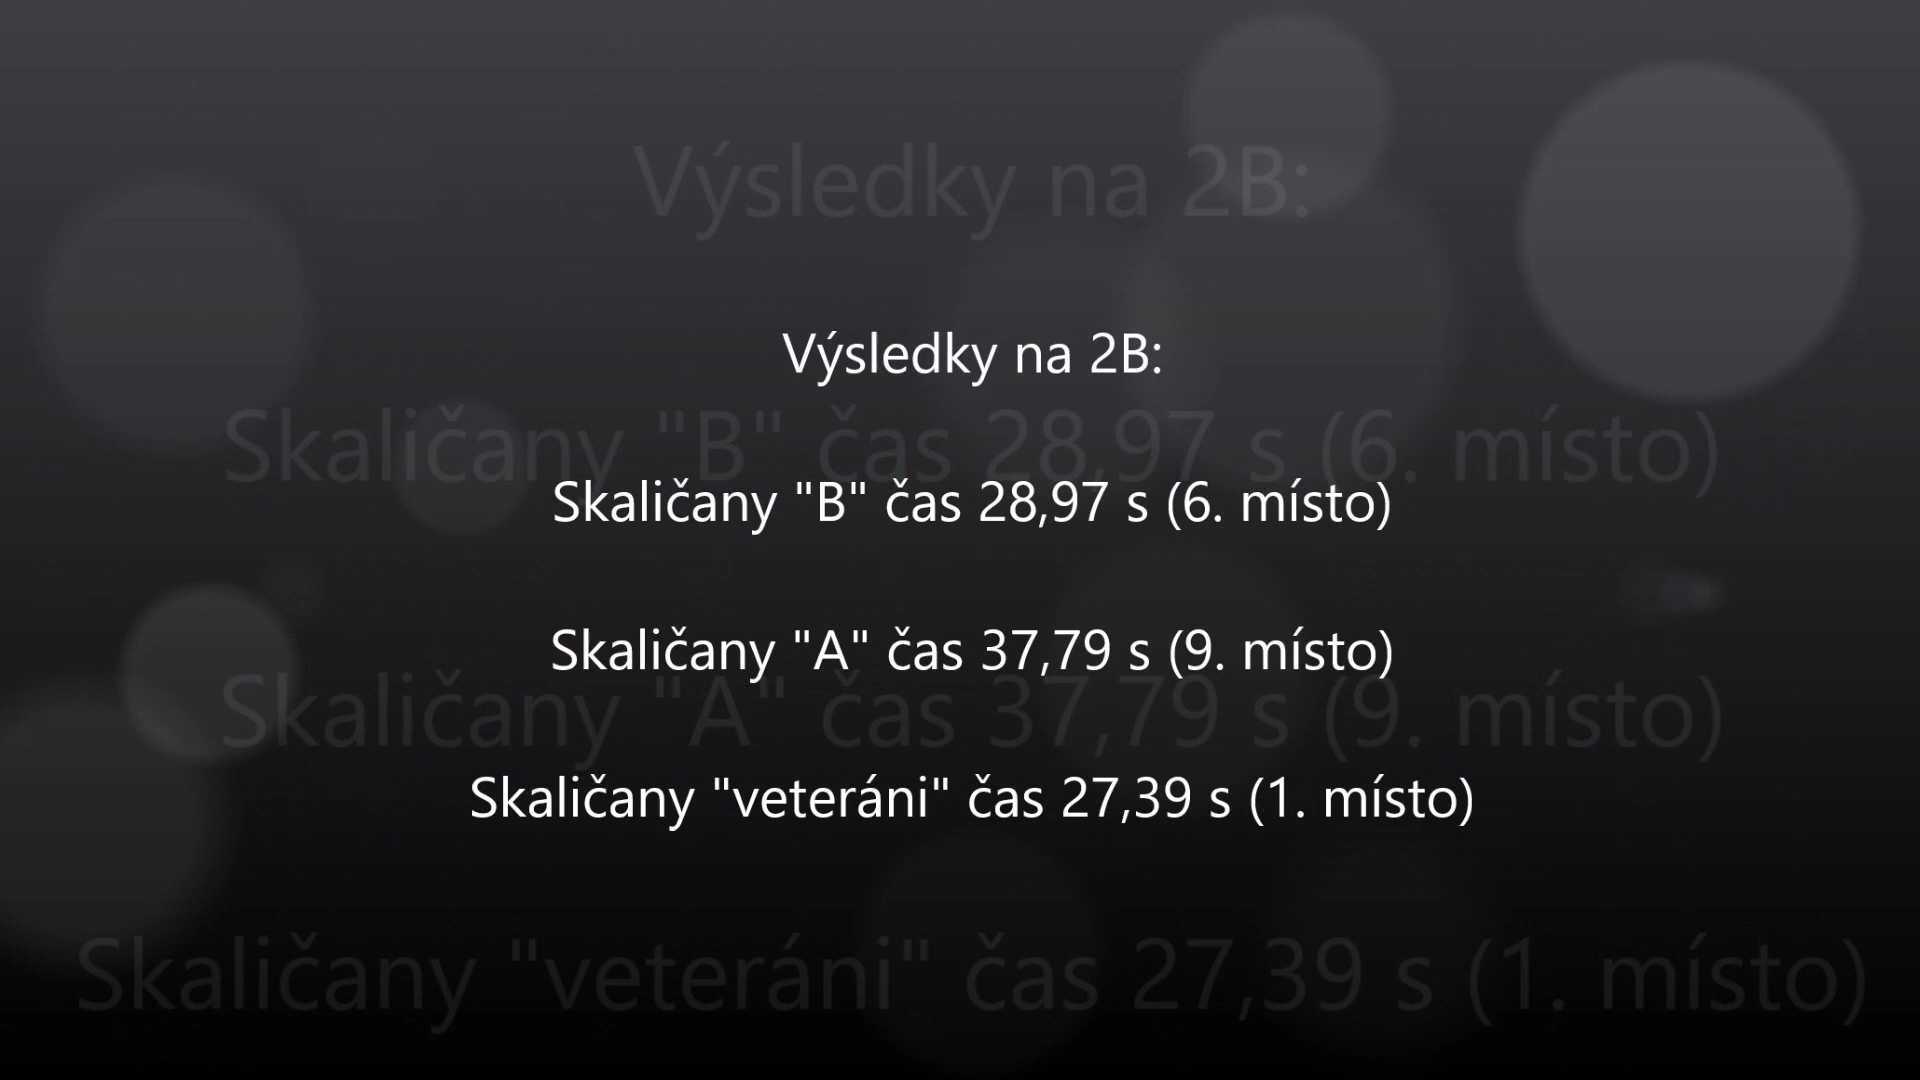 Výsledky na 2B:
Skaličany "B" čas 28,97 s (6. místo)
Skaličany "A" čas 37,79 s (9. místo)
Skaličany "veteráni" čas 27,39 s (1. místo)